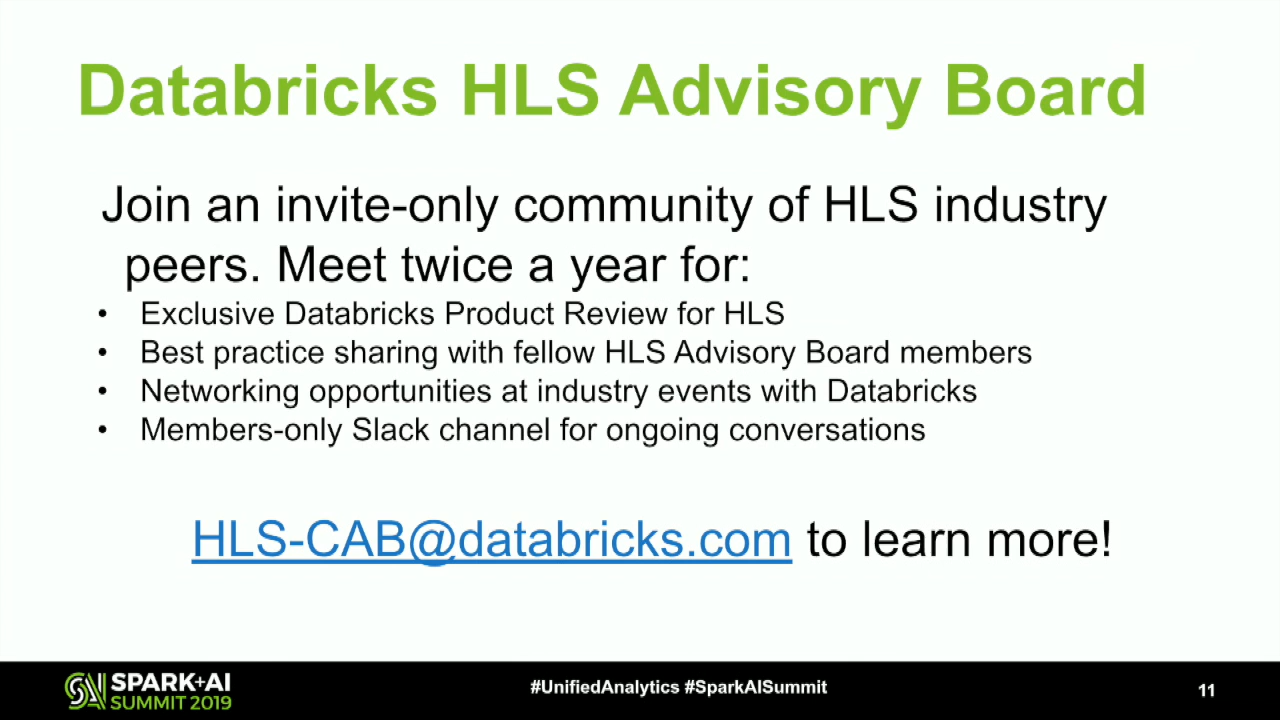 Databricks HLS Advisory Board
Join an invite-only community of HLS industry
peers. Meet twice a year for:
• Exclusive Databricks Product Review for HLS
• Best practice sharing with fellow HLS Advisory Board members
• Networking opportunities at industry events with Databricks
• Members-only Slack channel for ongoing conversations
HLS-CAB@databricks.com to learn more!
SPARK+AI
SUMMIT 2019
#UnifiedAnalytics #SparkAISummit
11